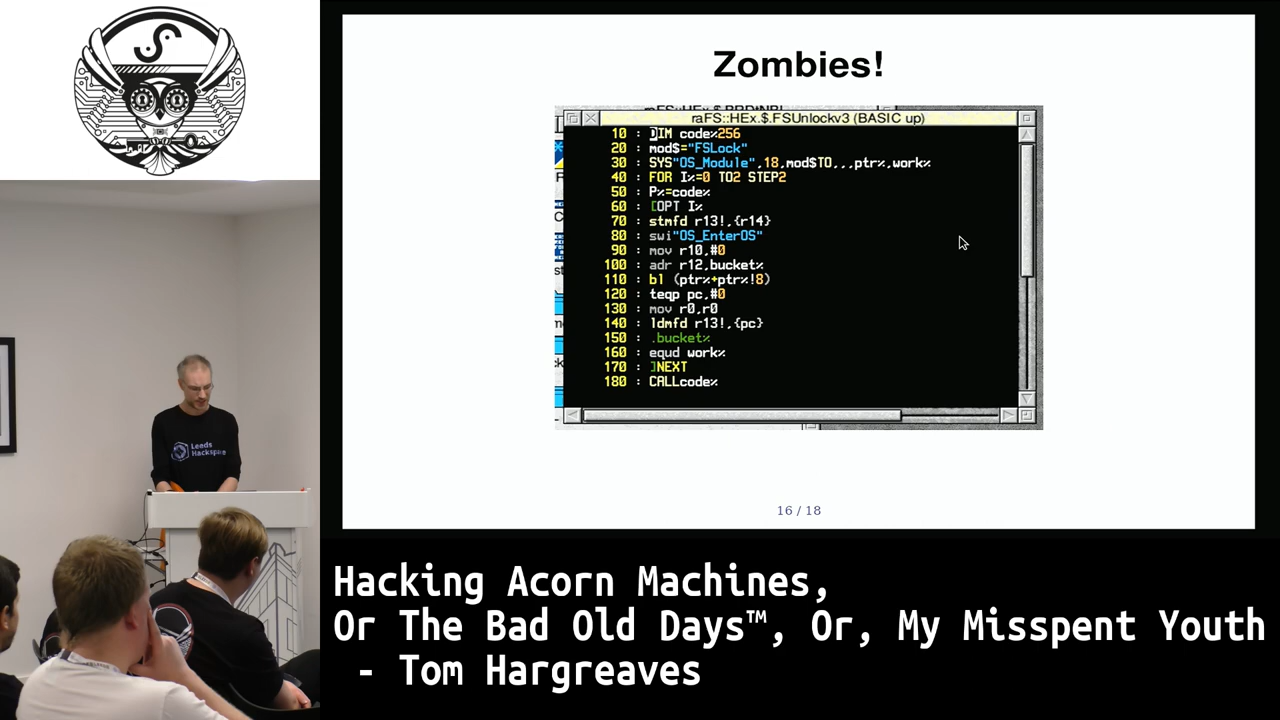 Zombies!
raFS::HEx.$.FSUnlockv3 (BASIC up)
10 : DIM code%256
20 : mod$="FSLock"
30 : SYS"OS_Module",18,mod$TO,,,ptr%,work%
40 : FOR I%=0 TO2 STEP2
50 : P%=code%
60 : [OPT I%
70 : stmfd r13!,{r14}
80 : swi"OS_EnterOS"
90 : mov r10,#0
100 : adr r12,bucket%
110 : bl (ptr%+ptr%!8)
120 : teqp pc,#0
130 : mov r0,r0
140 : ldmfd r13!,{pc}
150 : .bucket%
160 : equd work%
170 : ]NEXT
180 : CALLcode%
16 / 18
Leeds
Hackspace
Hacking Acorn Machines,
Or The Bad Old Days™, Or, My Misspent Youth
- Tom Hargreaves